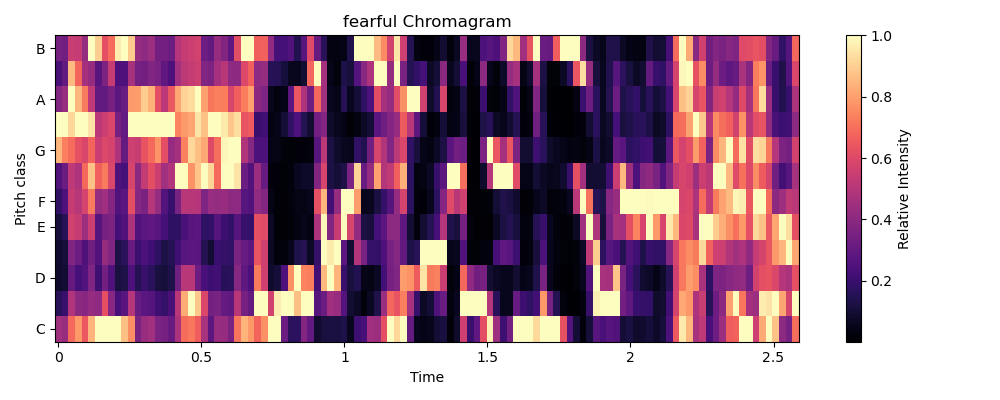 fearful Chromagram
Pitch class
B
A
G
F
E
D
C
0
0.5
1
1.5
2
2.5
Time
1.0
0.8
0.6
0.4
0.2
Relative Intensity